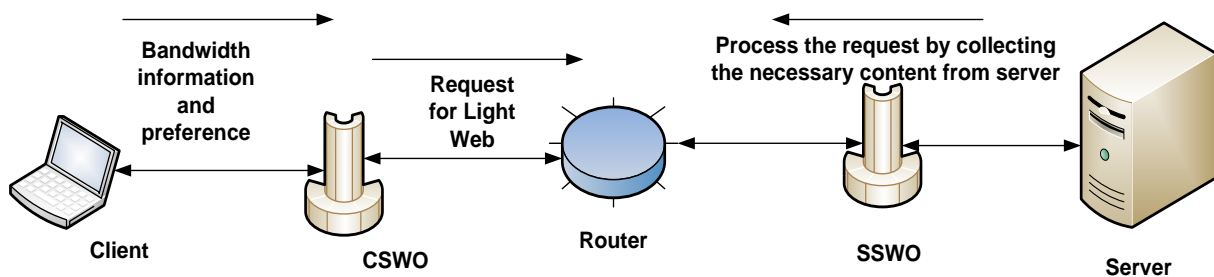 Bandwidth
information
and
preference
Request
for Light
Web
Process the request by collecting
the necessary content from server
Client
CSWO
Router
SSWO
Server